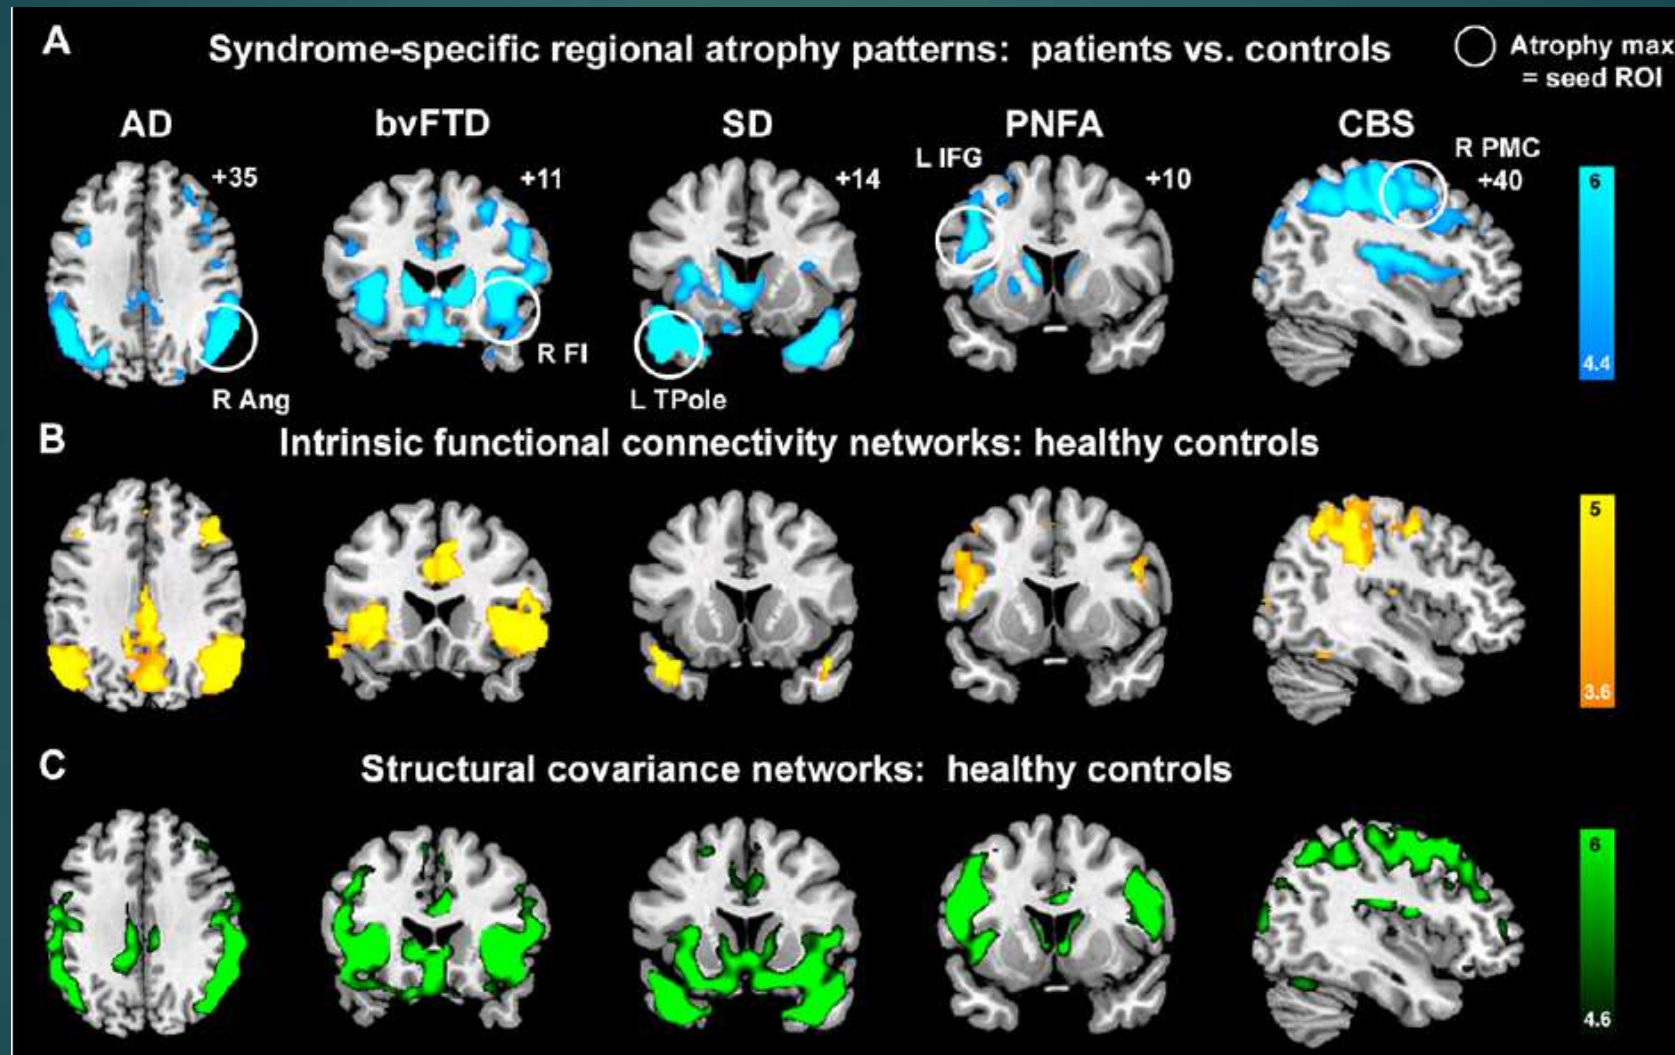 A
Syndrome-specific regional atrophy patterns: patients vs. controls
Atrophy max
= seed ROI
AD
bvFTD
SD
PNFA
CBS
+35
+11
+14
L IFG
+10
R PMC
+40
6
4.4
R Ang
R FI
L TPole
B
Intrinsic functional connectivity networks: healthy controls
5
3.6
C
Structural covariance networks: healthy controls
6
4.6